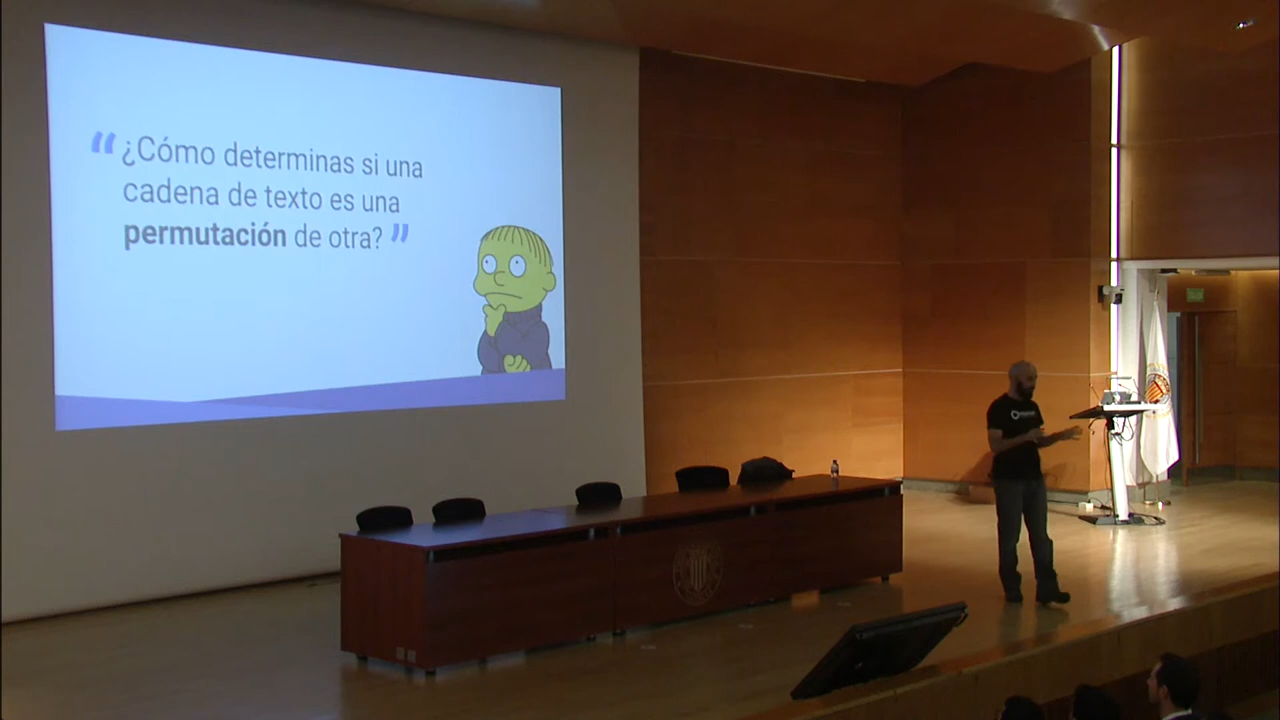 “ ¿Cómo determinas si una
cadena de texto es una
permutación de otra? ”